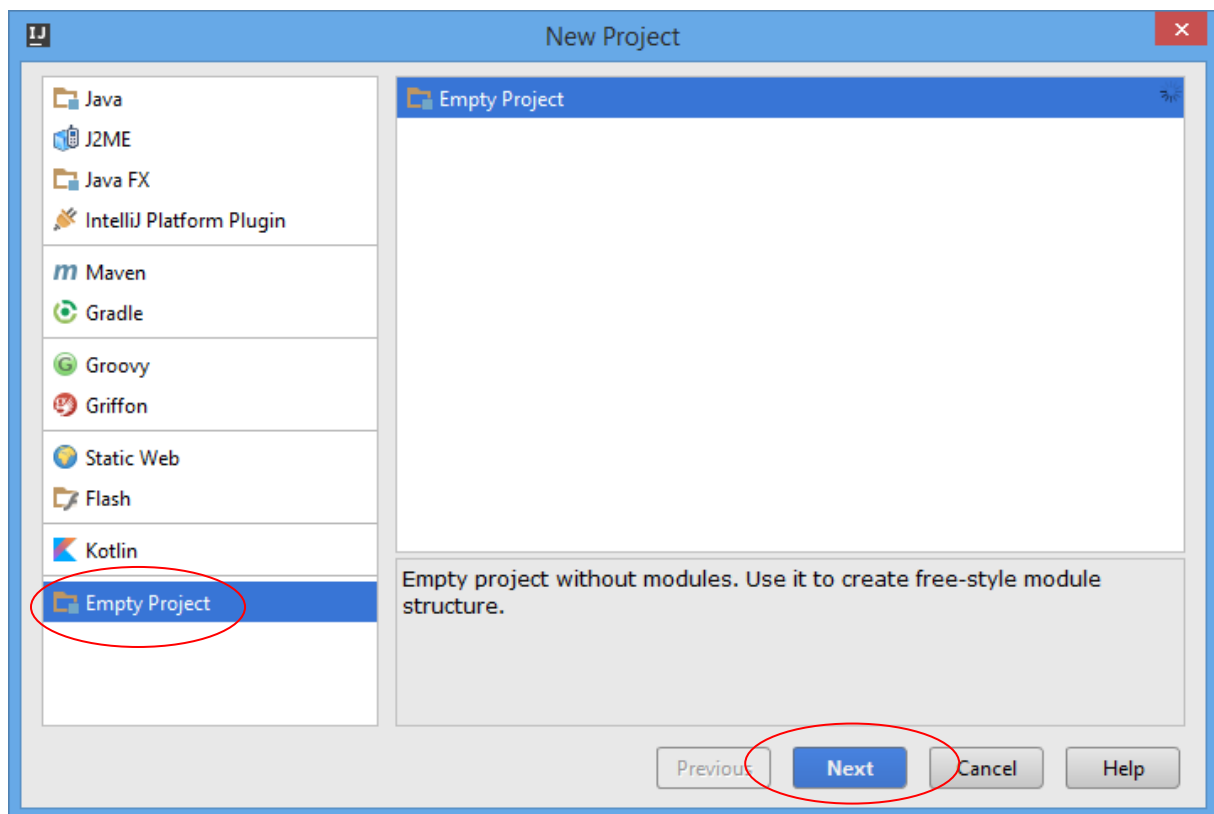 IJ
New Project
Java
J2ME
Java FX
IntelliJ Platform Plugin
m Maven
Gradle
G Groovy
Griffon
Static Web
Flash
Kotlin
Empty Project
Empty Project
Empty project without modules. Use it to create free-style module
structure.
Previous Next Cancel Help